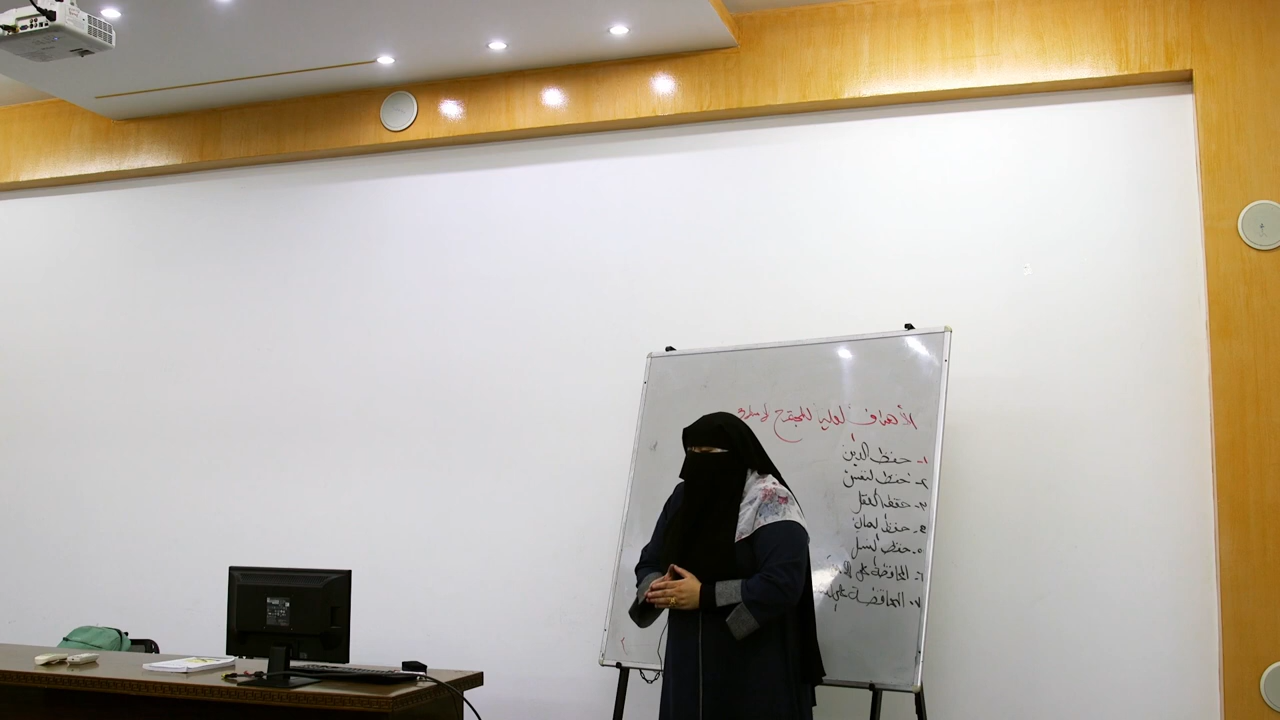 الأهداف العليا للمجتمع الإسلامي
١- حفظ الدين
٢- حفظ النفس
٣- حفظ العقل
٤- حفظ المال
٥- حفظ النسل
٦- المحافظة على
٧- المحافظة على